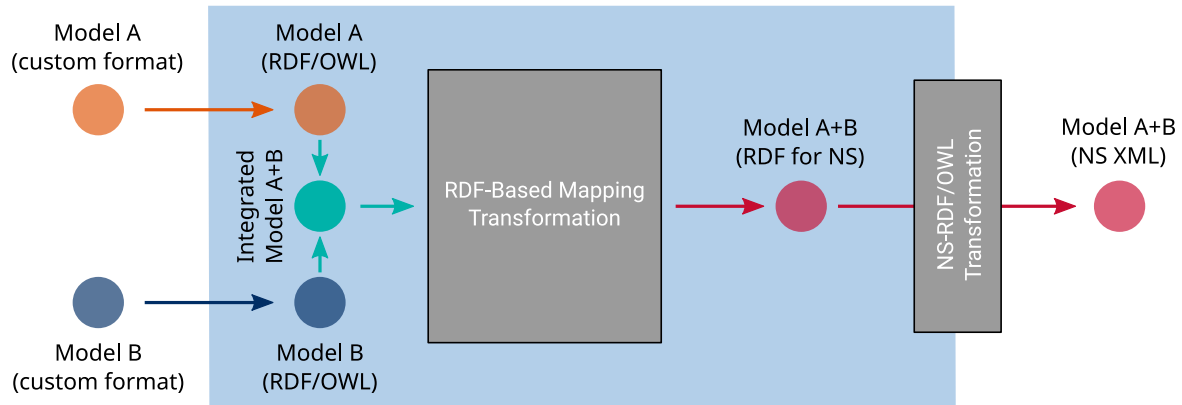 Model A
(custom format)
Model A
(RDF/OWL)
Integrated
Model A+B
Model B
(custom format)
Model B
(RDF/OWL)
RDF-Based Mapping
Transformation
Model A+B
(RDF for NS)
NS-RDF/OWL
Transformation
Model A+B
(NS XML)